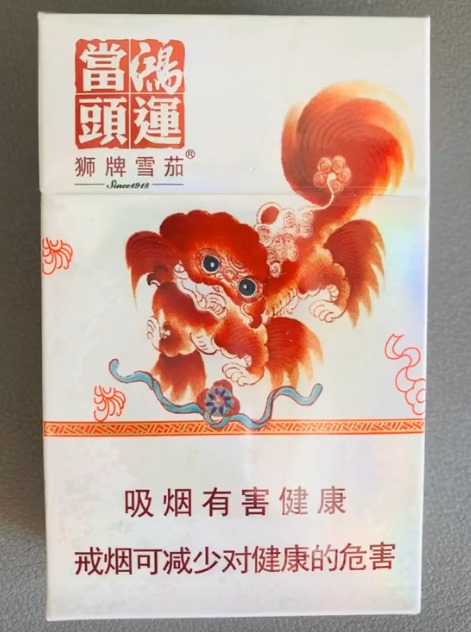 鴻運
當頭
狮牌雪茄®
Since1918
吸烟有害健康
戒烟可减少对健康的危害